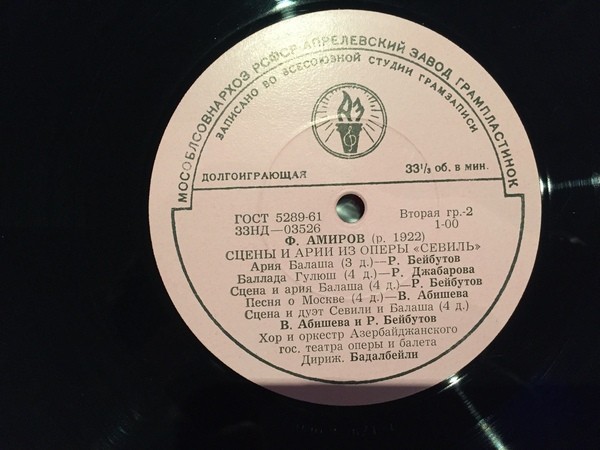 МОСОБЛСОВНАРХОЗ РСФСР АПРЕЛЕВСКИЙ ЗАВОД ГРАМПЛАСТИНОК
ЗАПИСАНО ВО ВСЕСОЮЗНОЙ СТУДИИ ГРАМЗАПИСИ
АЗ
ДОЛГОИГРАЮЩАЯ 33⅓ об. в мин.
ГОСТ 5289-61 Вторая гр.-2
33НД—03526 1-00
Ф. АМИРОВ (р. 1922)
СЦЕНЫ И АРИИ ИЗ ОПЕРЫ «СЕВИЛЬ»
Ария Балаша (3 д.)—Р. Бейбутов
Баллада Гулюш (4 д.)—Р. Джабарова
Сцена и ария Балаша (4 д.)—Р. Бейбутов
Песня о Москве (4 д.)—В. Абишева
Сцена и дуэт Севили и Балаша (4 д.)
В. Абишева и Р. Бейбутов
Хор и оркестр Азербайджанского
гос. театра оперы и балета
Дириж. Бадалбейли